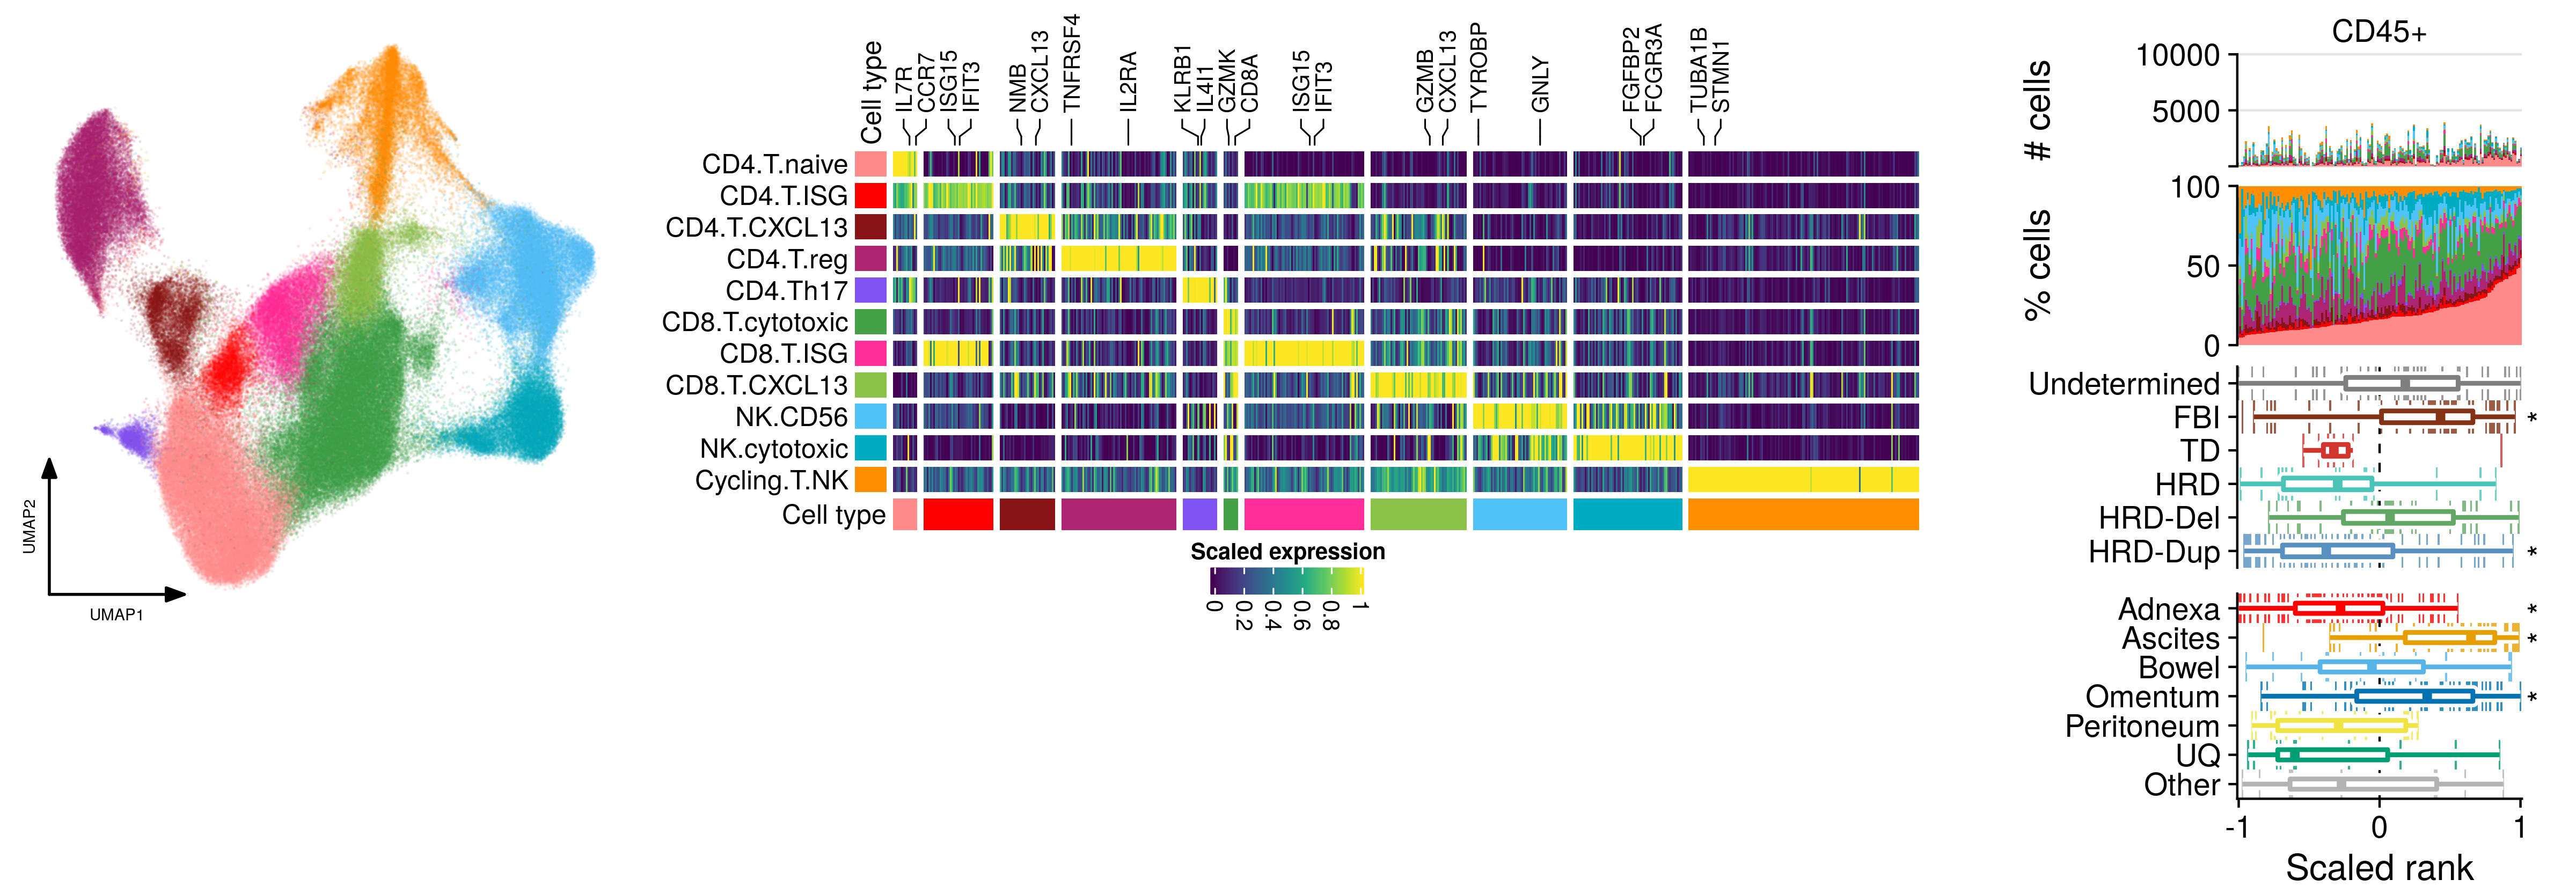 UMAP2
UMAP1
Cell type
IL7R
CCR7
ISG15
IFIT3
NMB
CXCL13
TNFRSF4
IL2RA
KLRB1
IL4I1
GZMK
CD8A
ISG15
IFIT3
GZMB
CXCL13
TYROBP
GNLY
FGFBP2
FCGR3A
TUBA1B
STMN1
CD4.T.naive
CD4.T.ISG
CD4.T.CXCL13
CD4.T.reg
CD4.Th17
CD8.T.cytotoxic
CD8.T.ISG
CD8.T.CXCL13
NK.CD56
NK.cytotoxic
Cycling.T.NK
Cell type
Scaled expression
0 0.2 0.4 0.6 0.8 1
CD45+
# cells
10000
5000
% cells
100
50
0
Undetermined
FBI *
TD
HRD
HRD-Del
HRD-Dup *
Adnexa *
Ascites *
Bowel
Omentum *
Peritoneum
UQ
Other
-1 0 1
Scaled rank